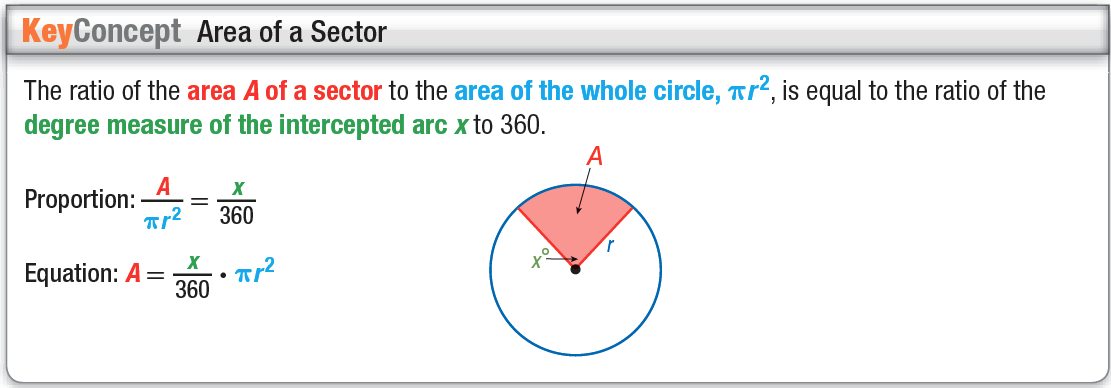 KeyConcept Area of a Sector
The ratio of the area A of a sector to the area of the whole circle, πr², is equal to the ratio of the
degree measure of the intercepted arc x to 360.
A
Proportion: A/πr² = x/360
x° r
Equation: A = x/360 • πr²